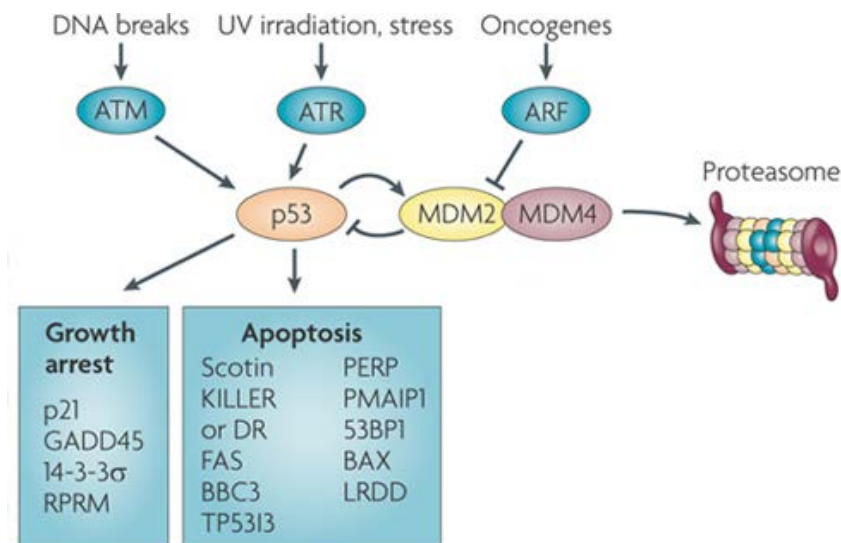 DNA breaks
UV irradiation, stress
Oncogenes
ATM
ATR
ARF
Proteasome
p53
MDM2
MDM4
Growth
arrest
p21
GADD45
14-3-3σ
RPRM
Apoptosis
Scotin
KILLER
or DR
FAS
BBC3
TP53I3
PERP
PMAIP1
53BP1
BAX
LRDD